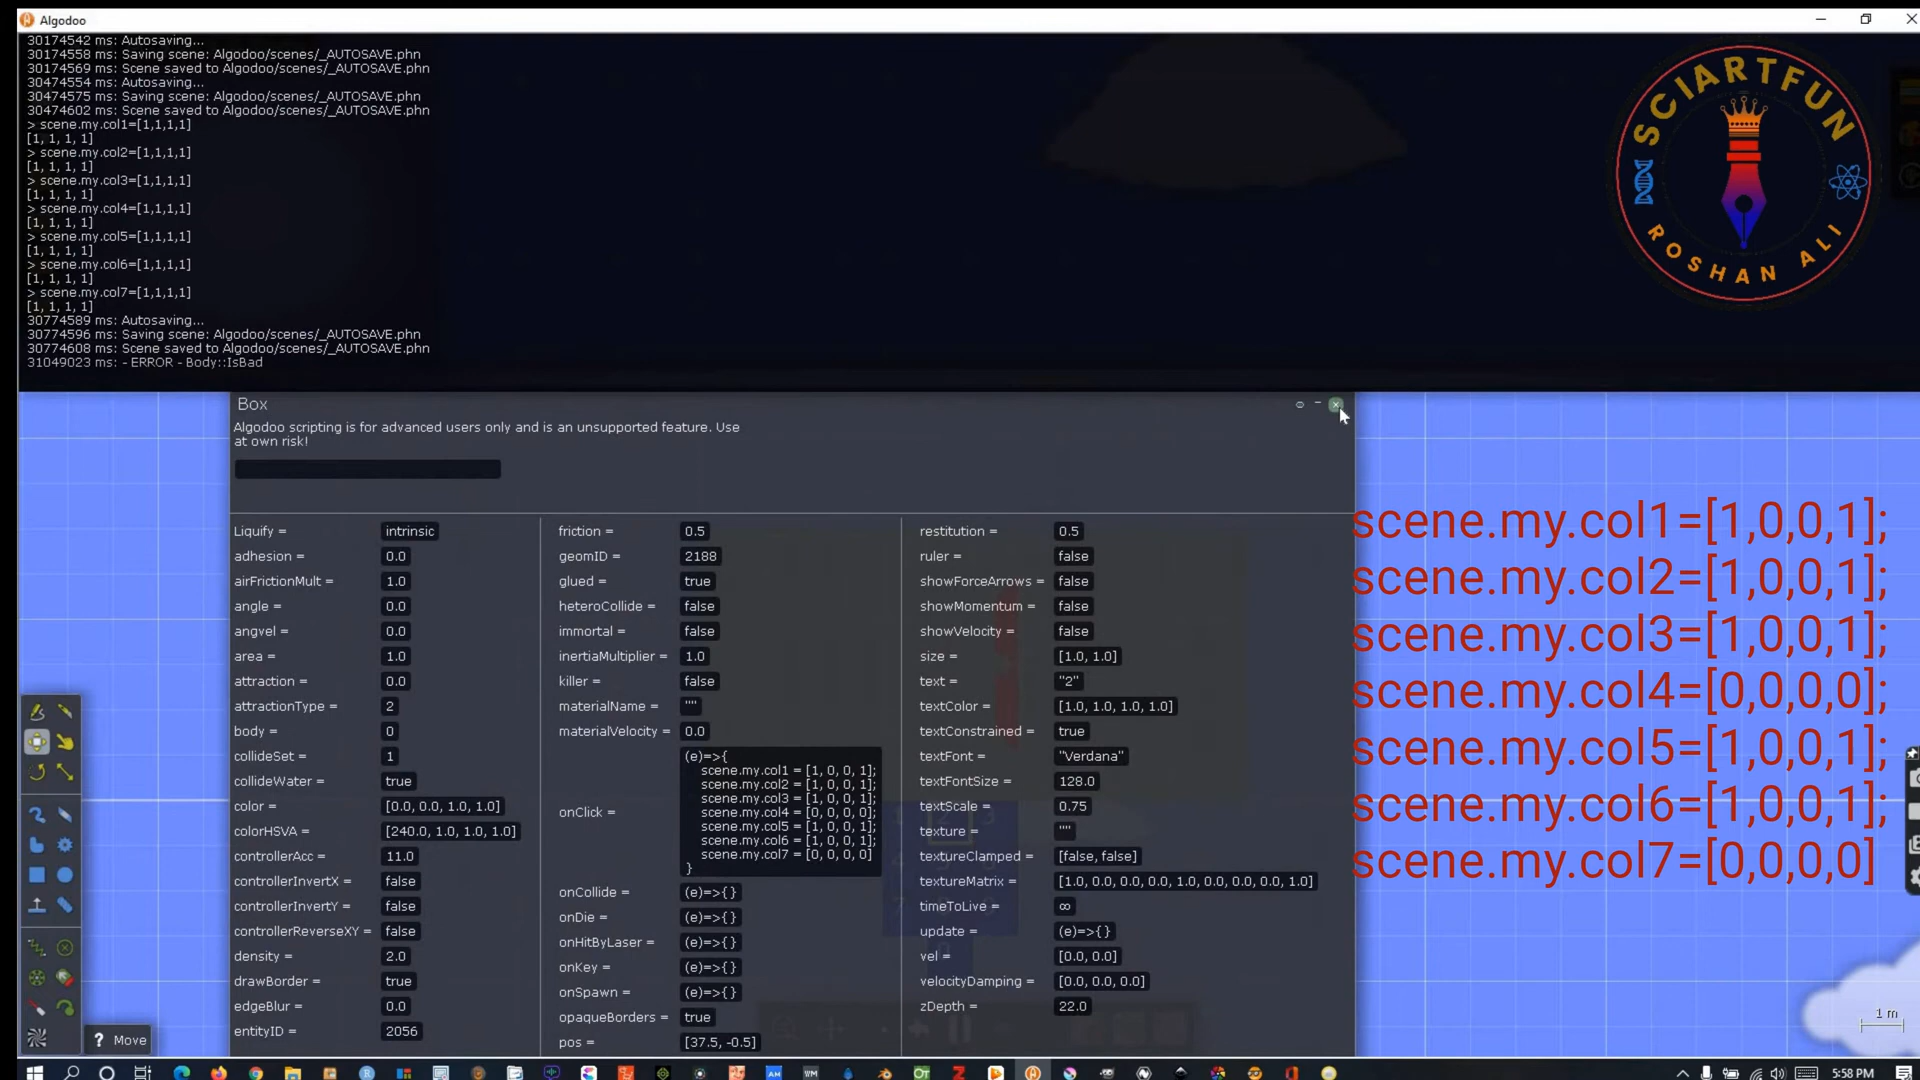 Algodoo
30174542 ms: Autosaving...
30174558 ms: Saving scene: Algodoo/scenes/_AUTOSAVE.phn
30174569 ms: Scene saved to Algodoo/scenes/_AUTOSAVE.phn
30474554 ms: Autosaving...
30474575 ms: Saving scene: Algodoo/scenes/_AUTOSAVE.phn
30474602 ms: Scene saved to Algodoo/scenes/_AUTOSAVE.phn
> scene.my.col1=[1,1,1,1]
[1, 1, 1, 1]
> scene.my.col2=[1,1,1,1]
[1, 1, 1, 1]
> scene.my.col3=[1,1,1,1]
[1, 1, 1, 1]
> scene.my.col4=[1,1,1,1]
[1, 1, 1, 1]
> scene.my.col5=[1,1,1,1]
[1, 1, 1, 1]
> scene.my.col6=[1,1,1,1]
[1, 1, 1, 1]
> scene.my.col7=[1,1,1,1]
[1, 1, 1, 1]
30774589 ms: Autosaving...
30774596 ms: Saving scene: Algodoo/scenes/_AUTOSAVE.phn
30774608 ms: Scene saved to Algodoo/scenes/_AUTOSAVE.phn
31049023 ms: - ERROR - Body::IsBad
SCIARTFUN
ROSHAN ALI
Box
Algodoo scripting is for advanced users only and is an unsupported feature. Use
at own risk!
Liquify = intrinsic
adhesion = 0.0
airFrictionMult = 1.0
angle = 0.0
angvel = 0.0
area = 1.0
attraction = 0.0
attractionType = 2
body = 0
collideSet = 1
collideWater = true
color = [0.0, 0.0, 1.0, 1.0]
colorHSVA = [240.0, 1.0, 1.0, 1.0]
controllerAcc = 11.0
controllerInvertX = false
controllerInvertY = false
controllerReverseXY = false
density = 2.0
drawBorder = true
edgeBlur = 0.0
entityID = 2056
friction = 0.5
geomID = 2188
glued = true
heteroCollide = false
immortal = false
inertiaMultiplier = 1.0
killer = false
materialName = ""
materialVelocity = 0.0
onClick =
(e)=>{
scene.my.col1 = [1, 0, 0, 1];
scene.my.col2 = [1, 0, 0, 1];
scene.my.col3 = [1, 0, 0, 1];
scene.my.col4 = [0, 0, 0, 0];
scene.my.col5 = [1, 0, 0, 1];
scene.my.col6 = [1, 0, 0, 1];
scene.my.col7 = [0, 0, 0, 0]
}
onCollide = (e)=>{}
onDie = (e)=>{}
onHitByLaser = (e)=>{}
onKey = (e)=>{}
onSpawn = (e)=>{}
opaqueBorders = true
pos = [37.5, -0.5]
restitution = 0.5
ruler = false
showForceArrows = false
showMomentum = false
showVelocity = false
size = [1.0, 1.0]
text = "2"
textColor = [1.0, 1.0, 1.0, 1.0]
textConstrained = true
textFont = "Verdana"
textFontSize = 128.0
textScale = 0.75
texture = ""
textureClamped = [false, false]
textureMatrix = [1.0, 0.0, 0.0, 0.0, 1.0, 0.0, 0.0, 0.0, 1.0]
timeToLive = ∞
update = (e)=>{}
vel = [0.0, 0.0]
velocityDamping = [0.0, 0.0, 0.0]
zDepth = 22.0
scene.my.col1=[1,0,0,1];
scene.my.col2=[1,0,0,1];
scene.my.col3=[1,0,0,1];
scene.my.col4=[0,0,0,0];
scene.my.col5=[1,0,0,1];
scene.my.col6=[1,0,0,1];
scene.my.col7=[0,0,0,0]
1 m
? Move
5:58 PM